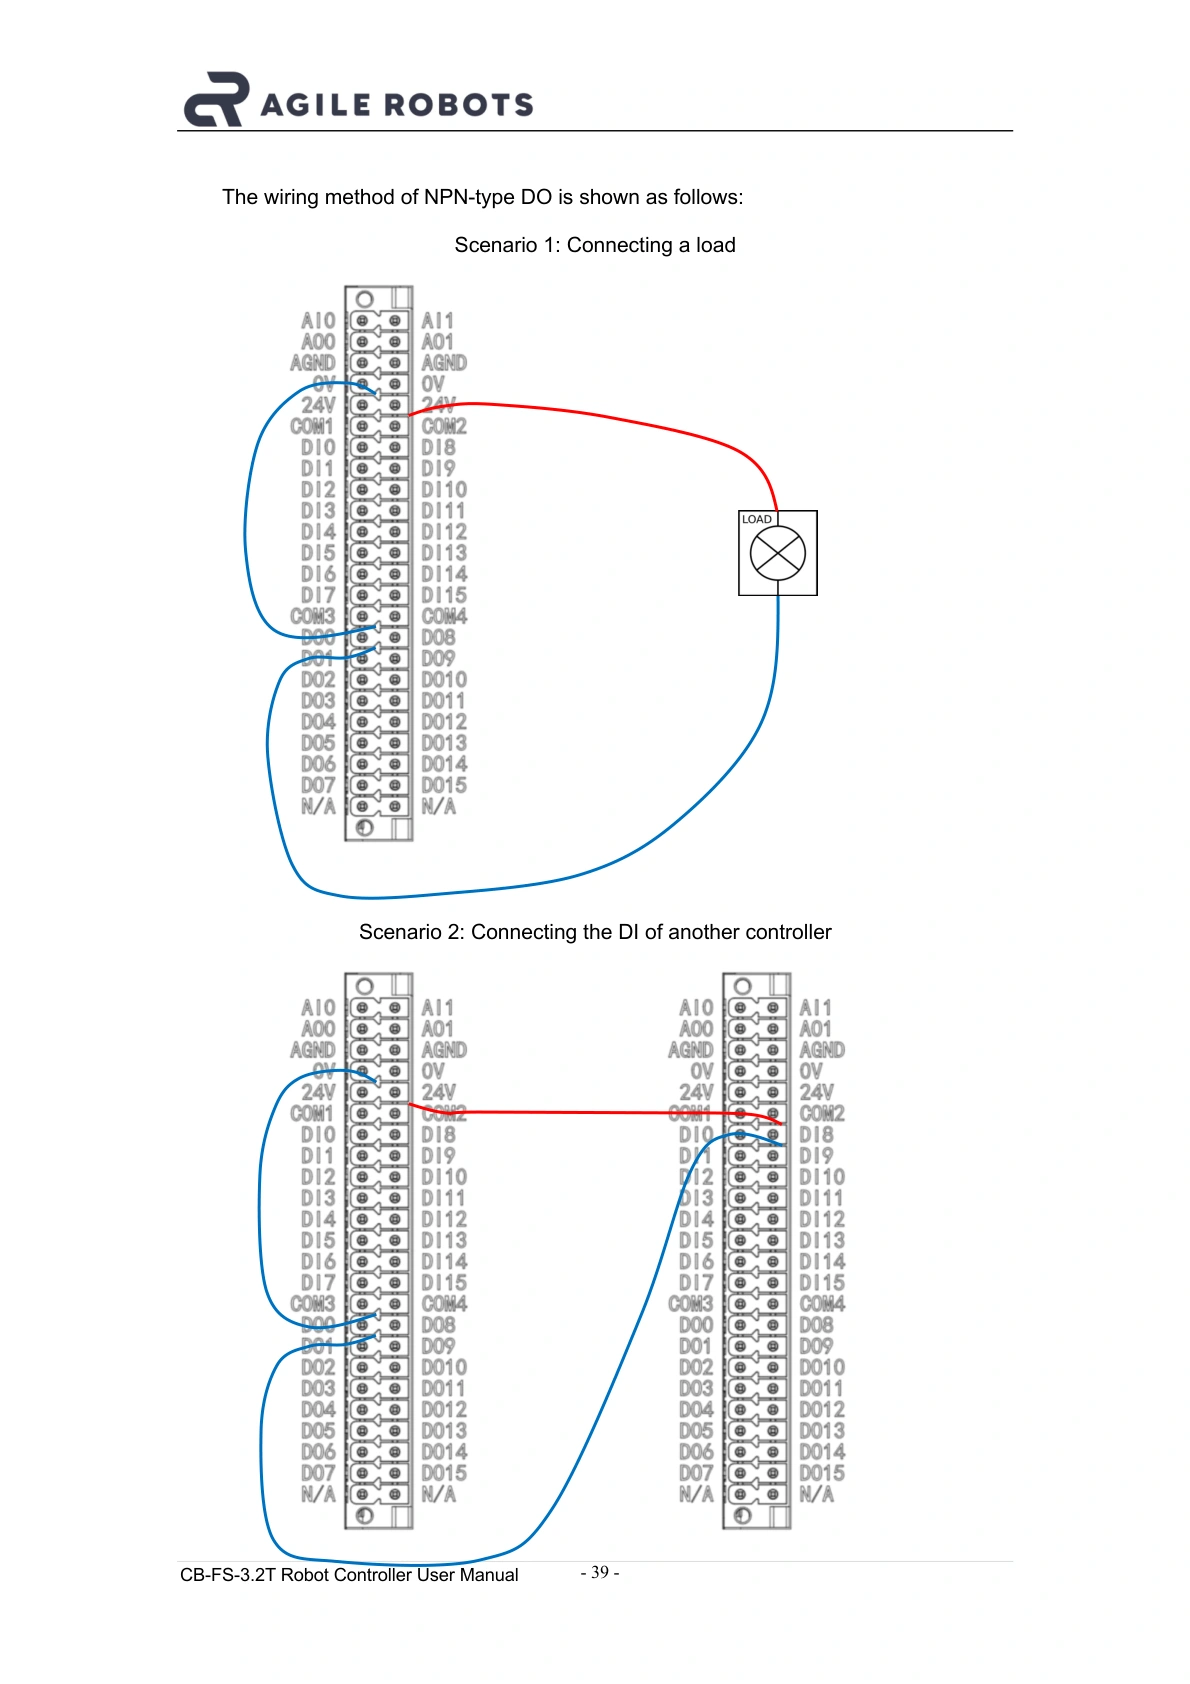 AGILE ROBOTS
The wiring method of NPN-type DO is shown as follows:
Scenario 1: Connecting a load
AI0 AI1
AO0 AO1
AGND AGND
0V 0V
24V 24V
COM1 COM2
DI0 DI8
DI1 DI9
DI2 DI10
DI3 DI11
DI4 DI12
DI5 DI13
DI6 DI14
DI7 DI15
COM3 COM4
DO0 DO8
DO1 DO9
DO2 DO10
DO3 DO11
DO4 DO12
DO5 DO13
DO6 DO14
DO7 DO15
N/A N/A
LOAD
Scenario 2: Connecting the DI of another controller
AI0 AI1 AI0 AI1
AO0 AO1 AO0 AO1
AGND AGND AGND AGND
0V 0V 0V 0V
24V 24V 24V 24V
COM1 COM2 COM1 COM2
DI0 DI8 DI0 DI8
DI1 DI9 DI1 DI9
DI2 DI10 DI2 DI10
DI3 DI11 DI3 DI11
DI4 DI12 DI4 DI12
DI5 DI13 DI5 DI13
DI6 DI14 DI6 DI14
DI7 DI15 DI7 DI15
COM3 COM4 COM3 COM4
DO0 DO8 DO0 DO8
DO1 DO9 DO1 DO9
DO2 DO10 DO2 DO10
DO3 DO11 DO3 DO11
DO4 DO12 DO4 DO12
DO5 DO13 DO5 DO13
DO6 DO14 DO6 DO14
DO7 DO15 DO7 DO15
N/A N/A N/A N/A
CB-FS-3.2T Robot Controller User Manual - 39 -